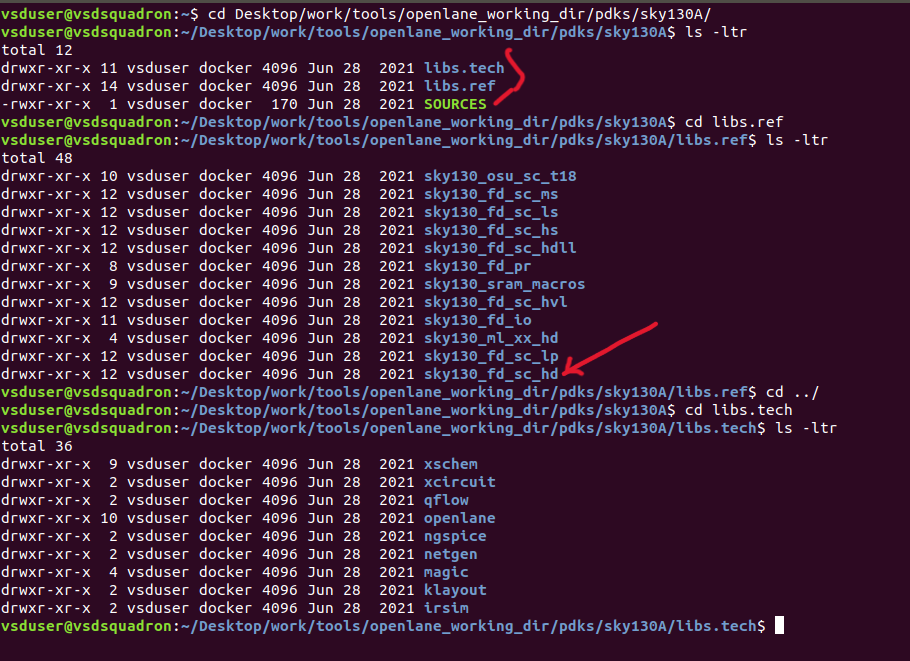 vsduser@vsdsquadron:~$ cd Desktop/work/tools/openlane_working_dir/pdks/sky130A/
vsduser@vsdsquadron:~/Desktop/work/tools/openlane_working_dir/pdks/sky130A$ ls -ltr
total 12
drwxr-xr-x 11 vsduser docker 4096 Jun 28  2021 libs.tech
drwxr-xr-x 14 vsduser docker 4096 Jun 28  2021 libs.ref
-rwxr-xr-x  1 vsduser docker  170 Jun 28  2021 SOURCES
vsduser@vsdsquadron:~/Desktop/work/tools/openlane_working_dir/pdks/sky130A$ cd libs.ref
vsduser@vsdsquadron:~/Desktop/work/tools/openlane_working_dir/pdks/sky130A/libs.ref$ ls -ltr
total 48
drwxr-xr-x 10 vsduser docker 4096 Jun 28  2021 sky130_osu_sc_t18
drwxr-xr-x 12 vsduser docker 4096 Jun 28  2021 sky130_fd_sc_ms
drwxr-xr-x 12 vsduser docker 4096 Jun 28  2021 sky130_fd_sc_ls
drwxr-xr-x 12 vsduser docker 4096 Jun 28  2021 sky130_fd_sc_hs
drwxr-xr-x 12 vsduser docker 4096 Jun 28  2021 sky130_fd_sc_hdll
drwxr-xr-x  8 vsduser docker 4096 Jun 28  2021 sky130_fd_pr
drwxr-xr-x  9 vsduser docker 4096 Jun 28  2021 sky130_sram_macros
drwxr-xr-x 12 vsduser docker 4096 Jun 28  2021 sky130_fd_sc_hvl
drwxr-xr-x 11 vsduser docker 4096 Jun 28  2021 sky130_fd_io
drwxr-xr-x  4 vsduser docker 4096 Jun 28  2021 sky130_ml_xx_hd
drwxr-xr-x 12 vsduser docker 4096 Jun 28  2021 sky130_fd_sc_lp
drwxr-xr-x 12 vsduser docker 4096 Jun 28  2021 sky130_fd_sc_hd
vsduser@vsdsquadron:~/Desktop/work/tools/openlane_working_dir/pdks/sky130A/libs.ref$ cd ../
vsduser@vsdsquadron:~/Desktop/work/tools/openlane_working_dir/pdks/sky130A$ cd libs.tech
vsduser@vsdsquadron:~/Desktop/work/tools/openlane_working_dir/pdks/sky130A/libs.tech$ ls -ltr
total 36
drwxr-xr-x  9 vsduser docker 4096 Jun 28  2021 xschem
drwxr-xr-x  2 vsduser docker 4096 Jun 28  2021 xcircuit
drwxr-xr-x  2 vsduser docker 4096 Jun 28  2021 qflow
drwxr-xr-x 10 vsduser docker 4096 Jun 28  2021 openlane
drwxr-xr-x  2 vsduser docker 4096 Jun 28  2021 ngspice
drwxr-xr-x  2 vsduser docker 4096 Jun 28  2021 netgen
drwxr-xr-x  4 vsduser docker 4096 Jun 28  2021 magic
drwxr-xr-x  2 vsduser docker 4096 Jun 28  2021 klayout
drwxr-xr-x  2 vsduser docker 4096 Jun 28  2021 irsim
vsduser@vsdsquadron:~/Desktop/work/tools/openlane_working_dir/pdks/sky130A/libs.tech$